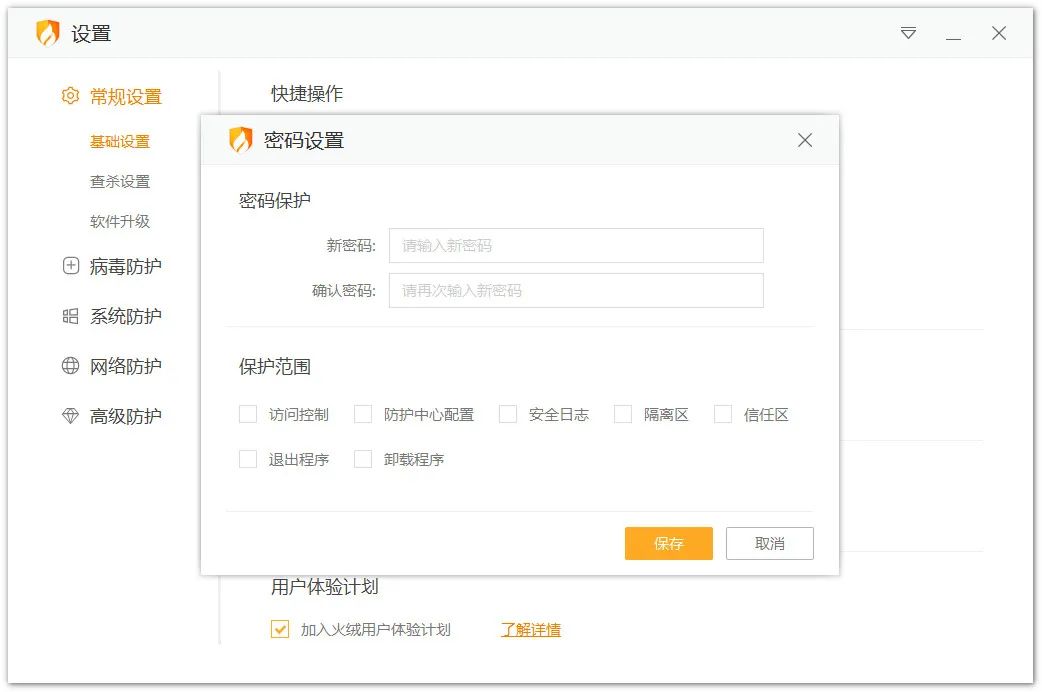 设置
常规设置
基础设置
查杀设置
软件升级
病毒防护
系统防护
网络防护
高级防护
快捷操作
密码设置
密码保护
新密码: 请输入新密码
确认密码: 请再次输入新密码
保护范围
访问控制 防护中心配置 安全日志 隔离区 信任区
退出程序 卸载程序
保存 取消
用户体验计划
加入火绒用户体验计划 了解详情